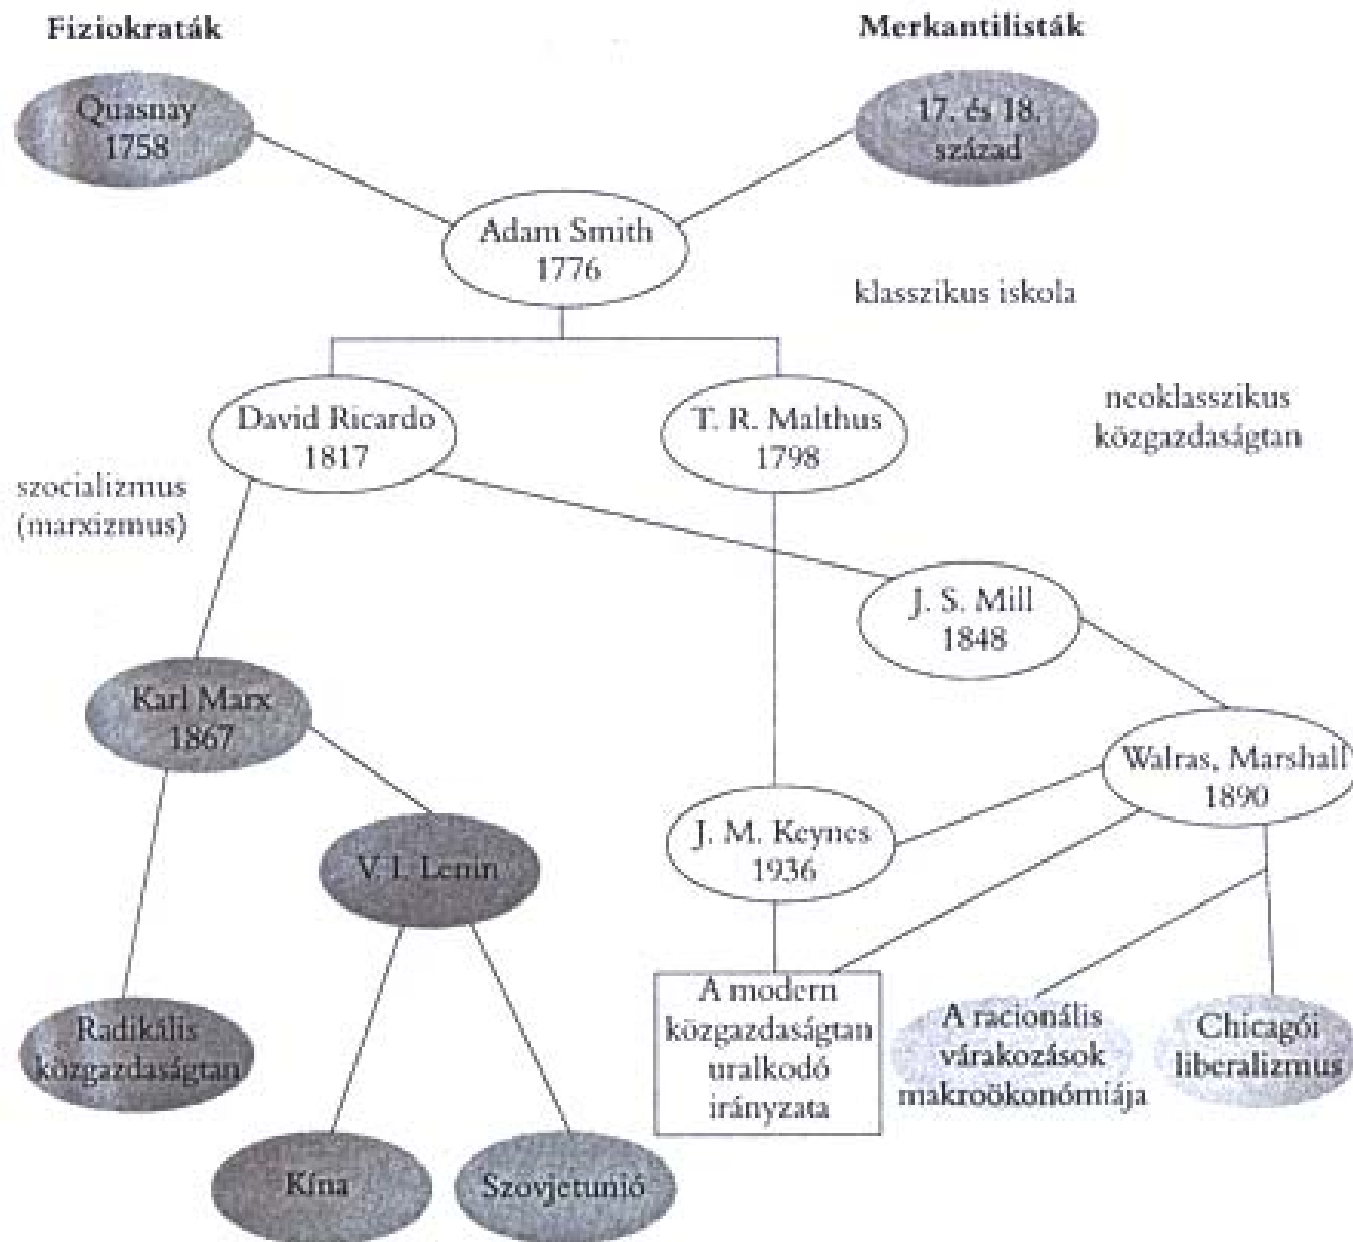 Fiziokraták
Merkantilisták
Quasnay
1758
17. és 18.
század
Adam Smith
1776
klasszikus iskola
David Ricardo
1817
T. R. Malthus
1798
neoklasszikus
közgazdaságtan
szocializmus
(marxizmus)
J. S. Mill
1848
Karl Marx
1867
Walras, Marshall
1890
J. M. Keynes
1936
V. I. Lenin
A modern
közgazdaságtan
uralkodó
irányzata
A racionális
várakozások
makroökonómiája
Chicagói
liberalizmus
Radikális
közgazdaságtan
Kína
Szovjetunió